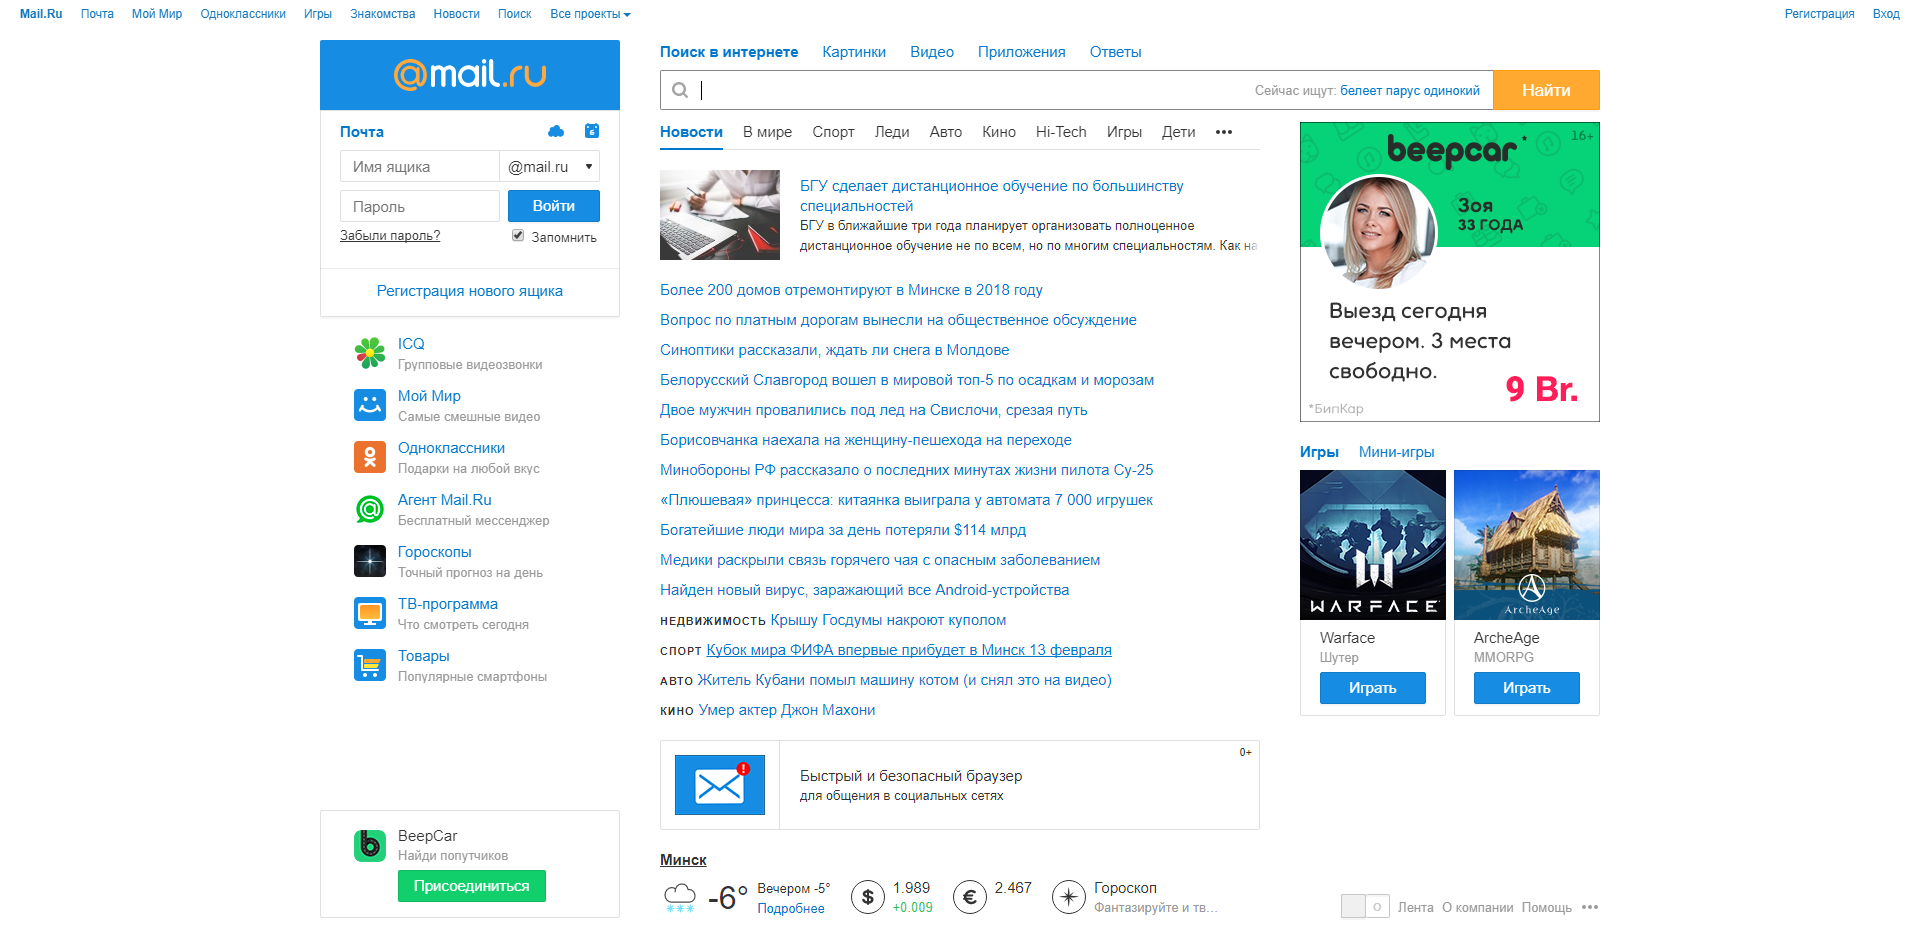 Mail.Ru Почта Мой Мир Одноклассники Игры Знакомства Новости Поиск Все проекты Регистрация Вход
@mail.ru
Почта
6
Имя ящика @mail.ru
Пароль Войти
Забыли пароль? Запомнить
Регистрация нового ящика
ICQ
Групповые видеозвонки
Мой Мир
Самые смешные видео
Одноклассники
Подарки на любой вкус
Агент Mail.Ru
Бесплатный мессенджер
Гороскопы
Точный прогноз на день
ТВ-программа
Что смотреть сегодня
Товары
Популярные смартфоны
BeepCar
Найди попутчиков
Присоединиться
Поиск в интернете Картинки Видео Приложения Ответы
Сейчас ищут: белеет парус одинокий Найти
Новости В мире Спорт Леди Авто Кино Hi-Tech Игры Дети •••
БГУ сделает дистанционное обучение по большинству
специальностей
БГУ в ближайшие три года планирует организовать полноценное
дистанционное обучение не по всем, но по многим специальностям. Как на
Более 200 домов отремонтируют в Минске в 2018 году
Вопрос по платным дорогам вынесли на общественное обсуждение
Синоптики рассказали, ждать ли снега в Молдове
Белорусский Славгород вошел в мировой топ-5 по осадкам и морозам
Двое мужчин провалились под лед на Свислочи, срезая путь
Борисовчанка наехала на женщину-пешехода на переходе
Минобороны РФ рассказало о последних минутах жизни пилота Су-25
«Плюшевая» принцесса: китаянка выиграла у автомата 7 000 игрушек
Богатейшие люди мира за день потеряли $114 млрд
Медики раскрыли связь горячего чая с опасным заболеванием
Найден новый вирус, заражающий все Android-устройства
НЕДВИЖИМОСТЬ Крышу Госдумы накроют куполом
СПОРТ Кубок мира ФИФА впервые прибудет в Минск 13 февраля
АВТО Житель Кубани помыл машину котом (и снял это на видео)
КИНО Умер актер Джон Махони
0+
Быстрый и безопасный браузер
для общения в социальных сетях
Минск
-6° Вечером -5° $ 1.989 € 2.467 Гороскоп
Подробнее +0.009 Фантазируйте и тв...
16+
beepcar*
Зоя
33 ГОДА
Выезд сегодня
вечером. 3 места
свободно.
9 Br.
*БипКар
Игры Мини-игры
WARFACE
ArcheAge
Warface
Шутер
Играть
ArcheAge
MMORPG
Играть
Лента О компании Помощь •••